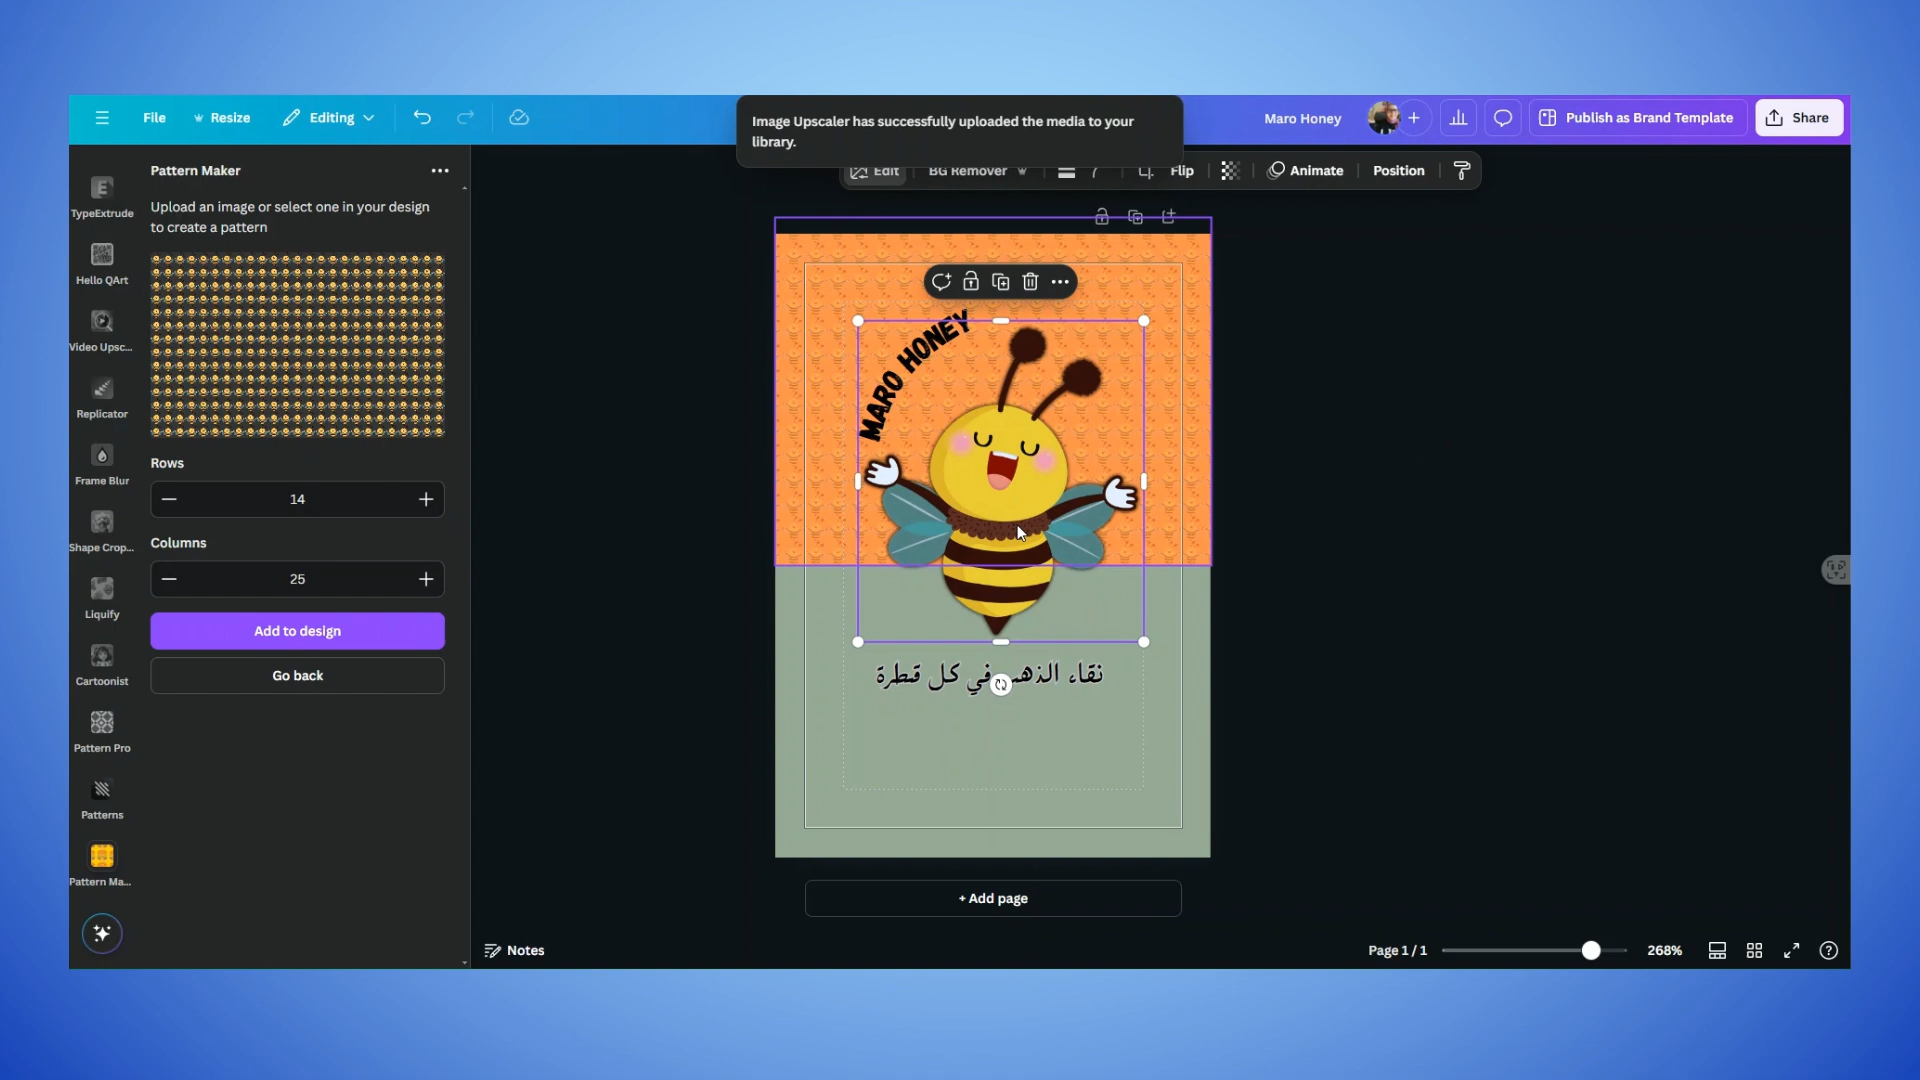 File
Resize
Editing
Image Upscaler has successfully uploaded the media to your
library.
Maro Honey
Publish as Brand Template
Share
Pattern Maker
Upload an image or select one in your design
to create a pattern
Rows
14
Columns
25
Add to design
Go back
TypeExtrude
Hello QArt
Video Upsc...
Replicator
Frame Blur
Shape Crop...
Liquify
Cartoonist
Pattern Pro
Patterns
Pattern Ma...
Edit
BG Remover
Flip
Animate
Position
MARO HONEY
نقاء الذهب في كل قطرة
+ Add page
Notes
Page 1 / 1
268%